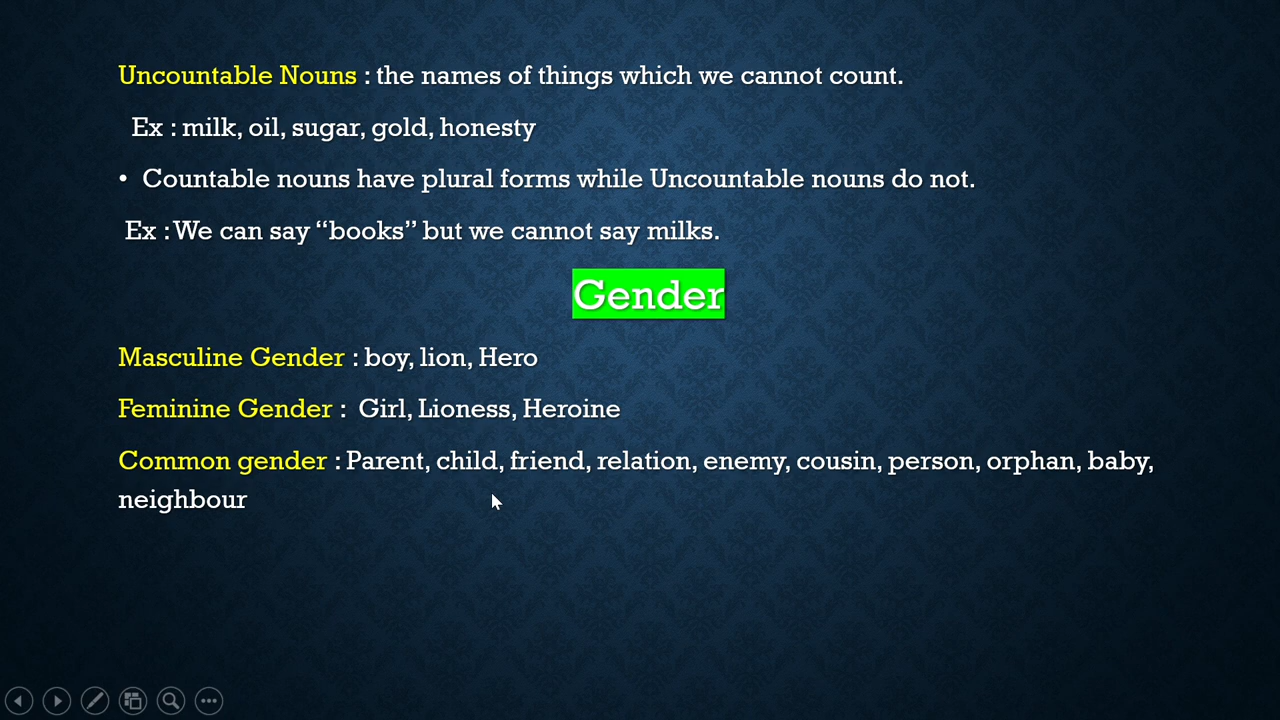 Uncountable Nouns : the names of things which we cannot count.
Ex : milk, oil, sugar, gold, honesty
• Countable nouns have plural forms while Uncountable nouns do not.
Ex : We can say “books” but we cannot say milks.
Gender
Masculine Gender : boy, lion, Hero
Feminine Gender :  Girl, Lioness, Heroine
Common gender : Parent, child, friend, relation, enemy, cousin, person, orphan, baby,
neighbour